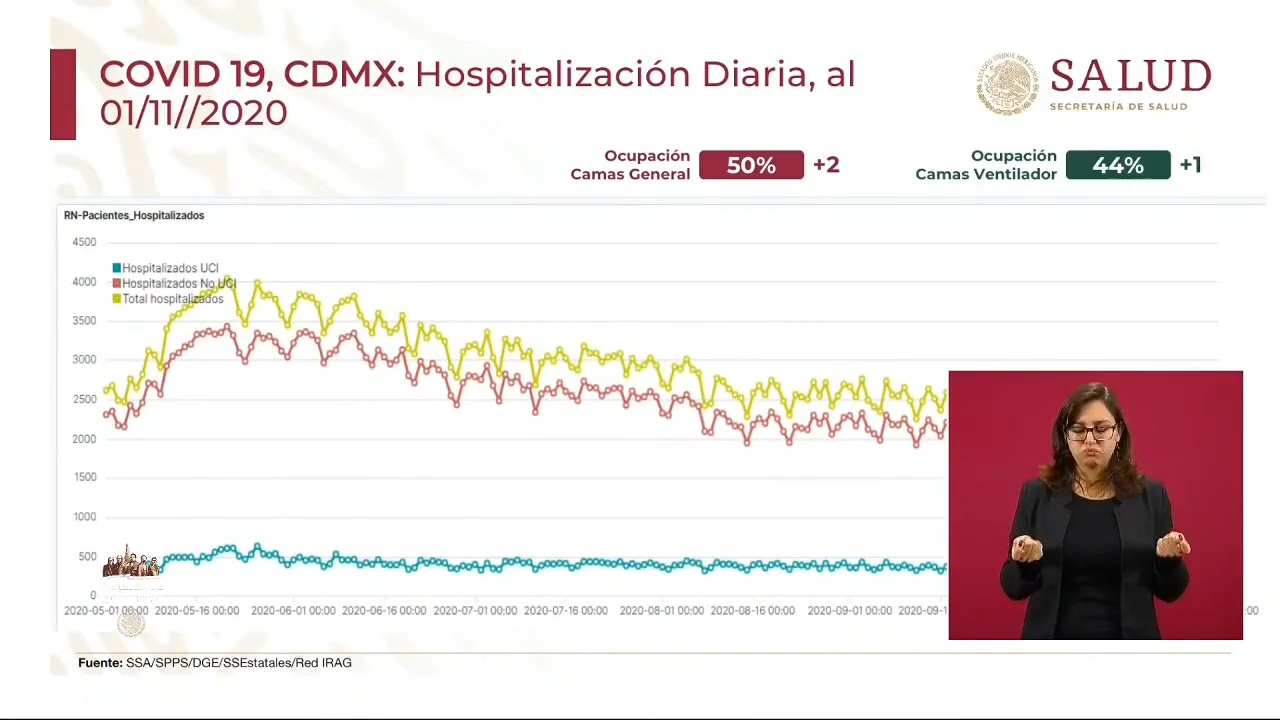 COVID 19, CDMX: Hospitalización Diaria, al
01/11//2020
SALUD
SECRETARÍA DE SALUD
Ocupación
Camas General
50%
+2
Ocupación
Camas Ventilador
44%
+1
RN-Pacientes_Hospitalizados
4500
4000
3500
3000
2500
2000
1500
1000
500
0
Hospitalizados UCI
Hospitalizados No UCI
Total hospitalizados
2020-05-01 00:00
2020-05-16 00:00
2020-06-01 00:00
2020-06-16 00:00
2020-07-01 00:00
2020-07-16 00:00
2020-08-01 00:00
2020-08-16 00:00
2020-09-01 00:00
2020-09-1
:00
Fuente: SSA/SPPS/DGE/SSEstatales/Red IRAG